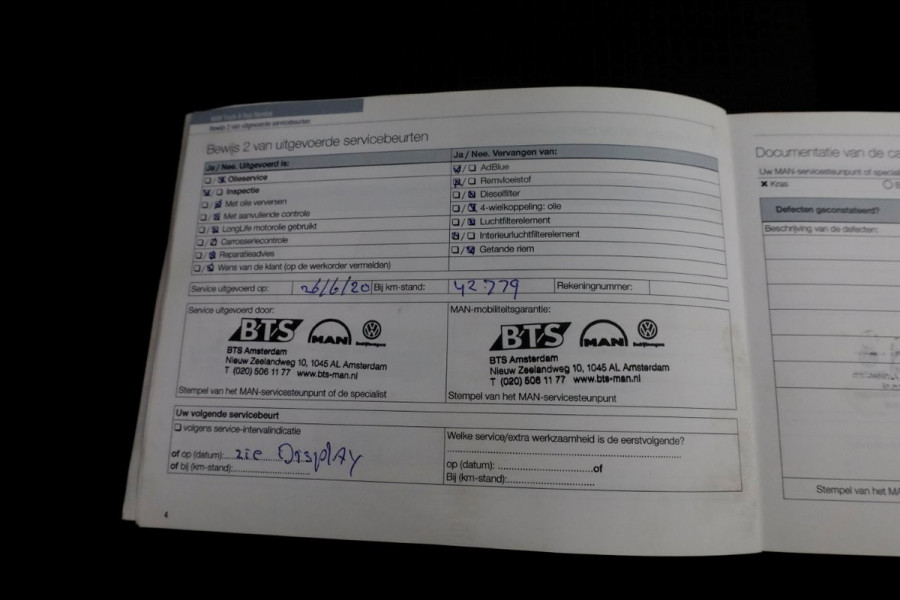 Bewijs 2 van uitgevoerde servicebeurten
Bewijs 2 van uitgevoerde servicebeurten
Ja / Nee. Uitgevoerd is:
Olieservice
Inspectie
Met olie verversen
Met aanvullende controle
LongLife motorolie gebruikt
Carrosseriecontrole
Reparatieadvies
Wens van de klant (op de werkorder vermelden)
Ja / Nee. Vervangen van:
AdBlue
Remvloeistof
Dieselfilter
4-wielkoppeling: olie
Luchtfilterelement
Interieurluchtfilterelement
Getande riem
Service uitgevoerd op: 26/6/20 Bij km-stand: 42779 Rekeningnummer:
Service uitgevoerd door:
BTS MAN
BTS Amsterdam
Nieuw Zeelandweg 10, 1045 AL Amsterdam
T (020) 506 11 77 www.bts-man.nl
Stempel van het MAN-servicesteunpunt of de specialist
MAN-mobiliteitsgarantie:
BTS MAN
BTS Amsterdam
Nieuw Zeelandweg 10, 1045 AL Amsterdam
T (020) 506 11 77 www.bts-man.nl
Stempel van het MAN-servicesteunpunt
Uw volgende servicebeurt
volgens service-intervalindicatie
of op (datum): zie Display
of bij (km-stand):
Welke service/extra werkzaamheid is de eerstvolgende?
op (datum): of
Bij (km-stand):
4
Documentatie van de ca
Uw MAN-servicesteunpunt of special
Kras
Defecten geconstateerd?
Beschrijving van de defecten:
Stempel van het MA